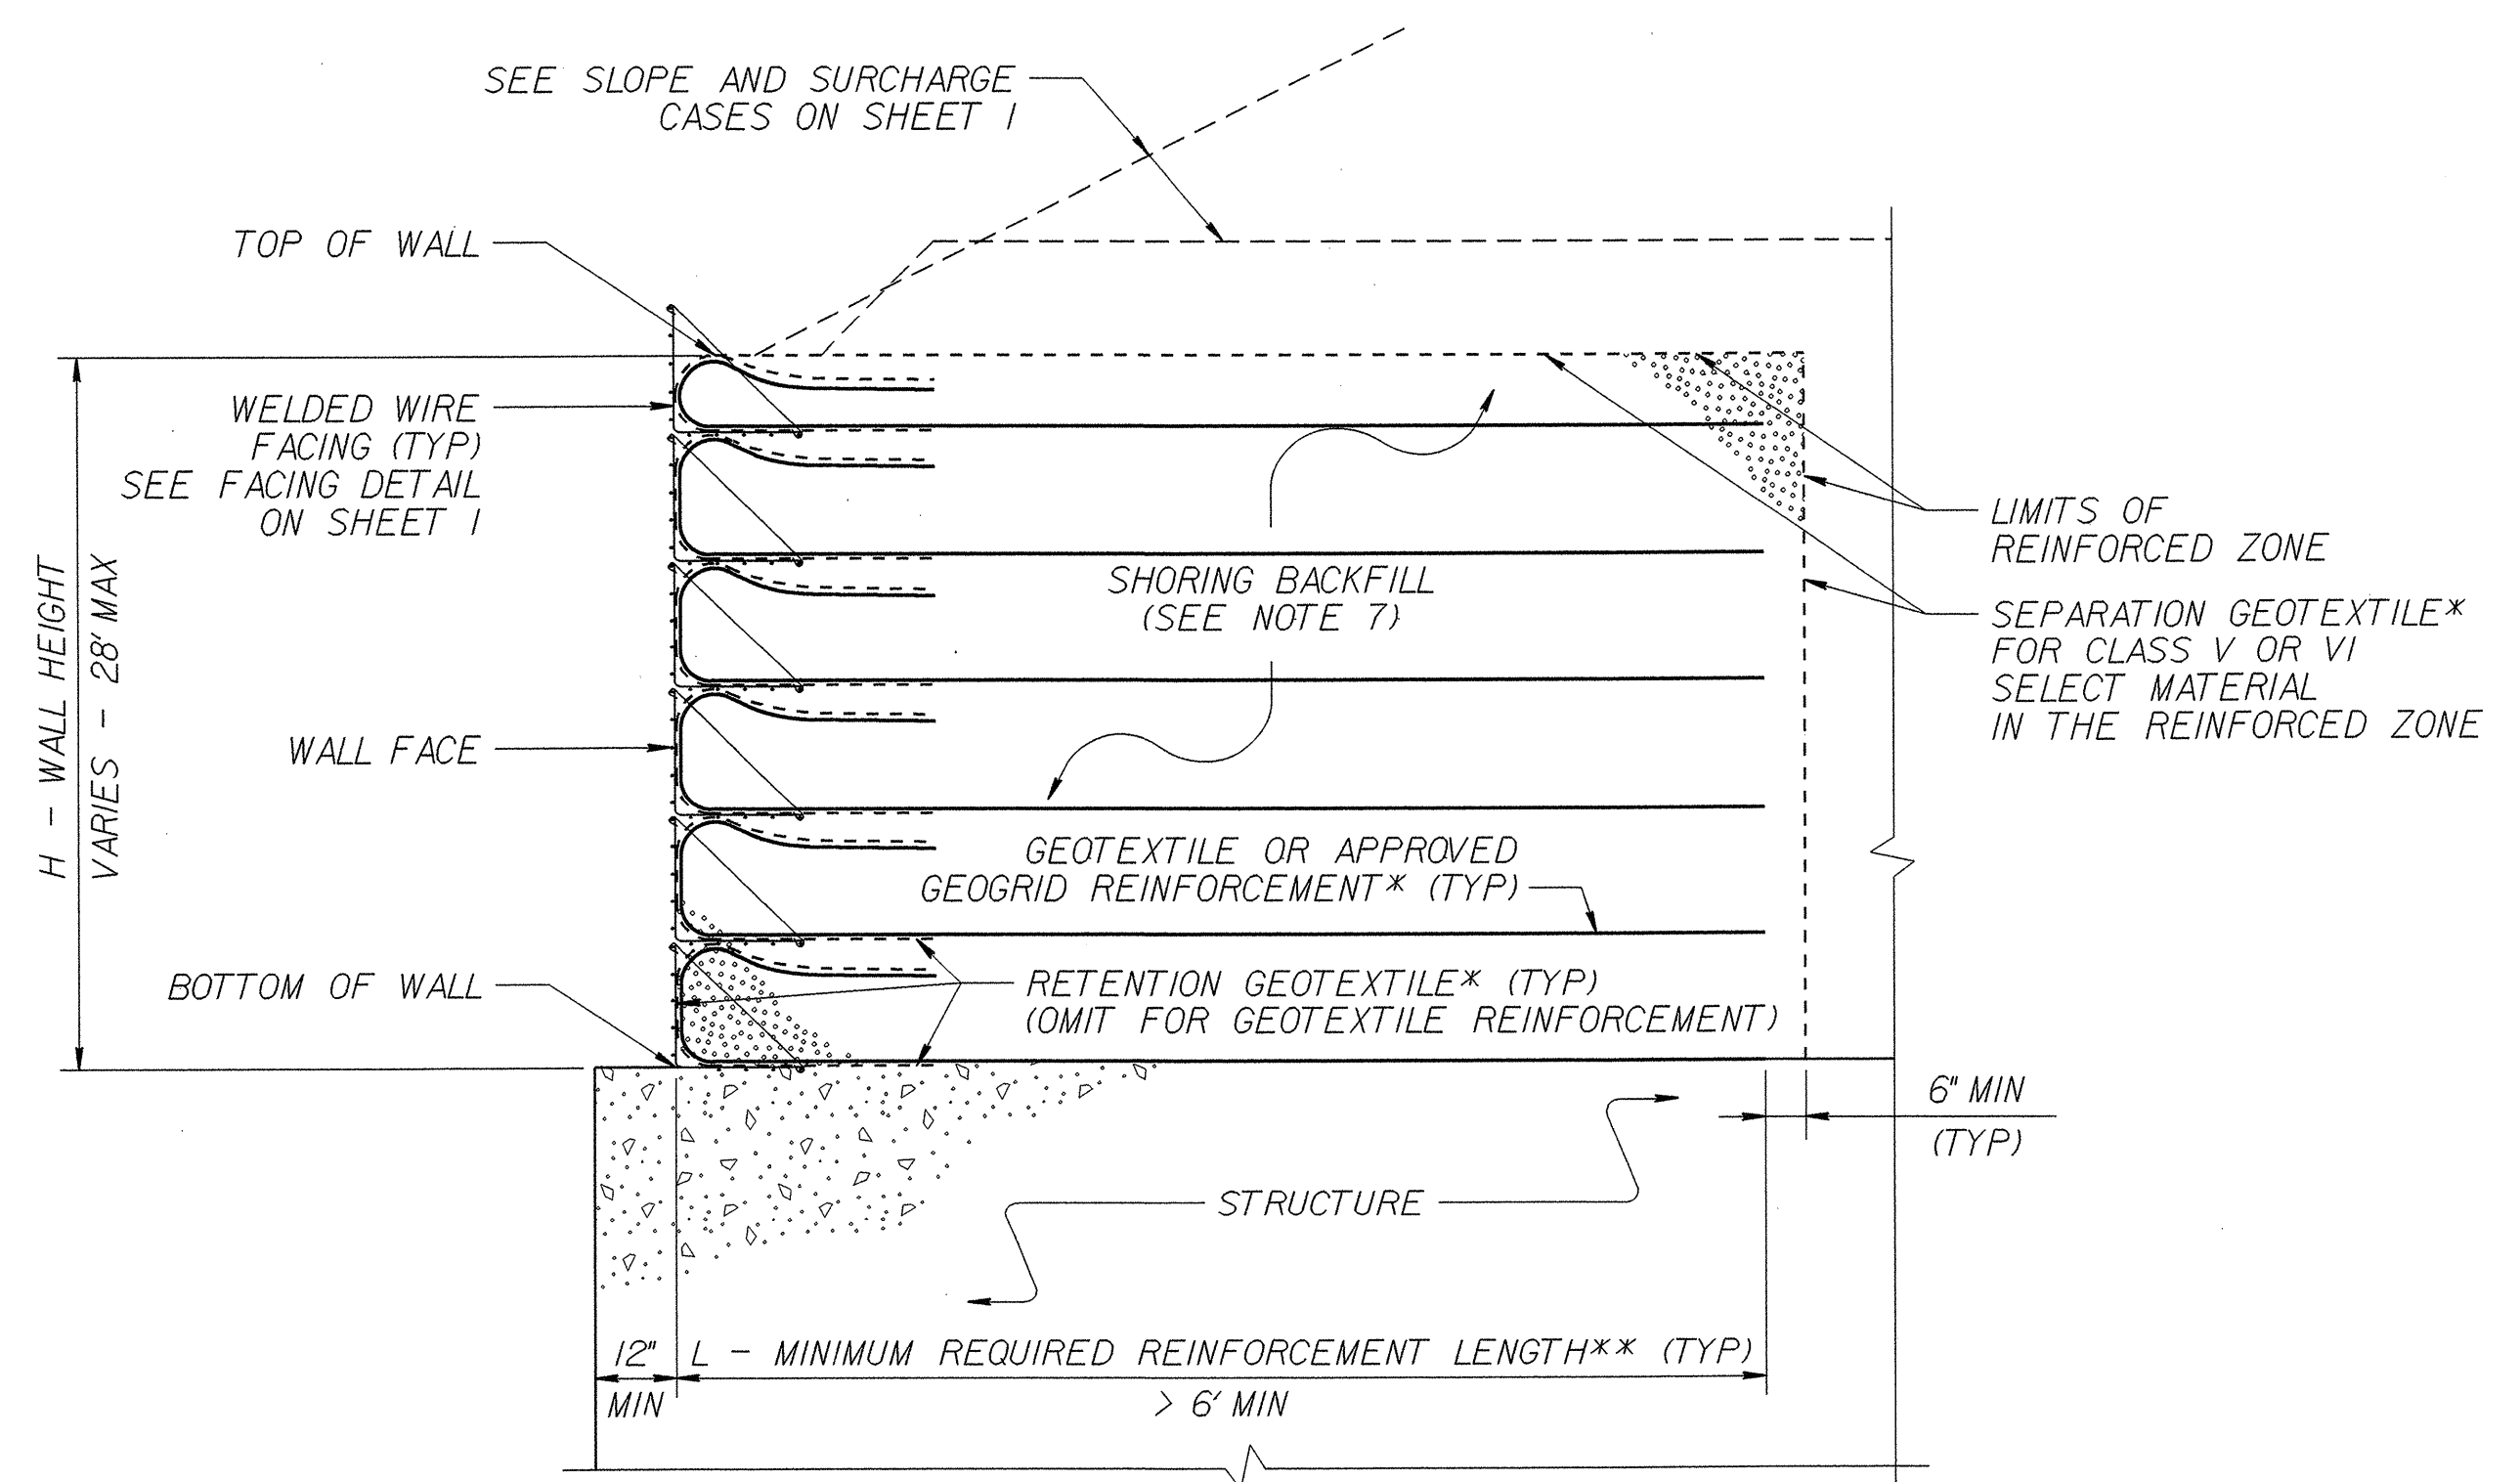 SEE SLOPE AND SURCHARGE
CASES ON SHEET 1
TOP OF WALL
WELDED WIRE
FACING (TYP)
SEE FACING DETAIL
ON SHEET 1
H - WALL HEIGHT
VARIES - 28' MAX
LIMITS OF
REINFORCED ZONE
SHORING BACKFILL
(SEE NOTE 7)
SEPARATION GEOTEXTILE*
FOR CLASS V OR VI
SELECT MATERIAL
IN THE REINFORCED ZONE
WALL FACE
GEOTEXTILE OR APPROVED
GEOGRID REINFORCEMENT* (TYP)
BOTTOM OF WALL
RETENTION GEOTEXTILE* (TYP)
(OMIT FOR GEOTEXTILE REINFORCEMENT)
6" MIN
(TYP)
STRUCTURE
12"
MIN
L - MINIMUM REQUIRED REINFORCEMENT LENGTH** (TYP)
> 6' MIN